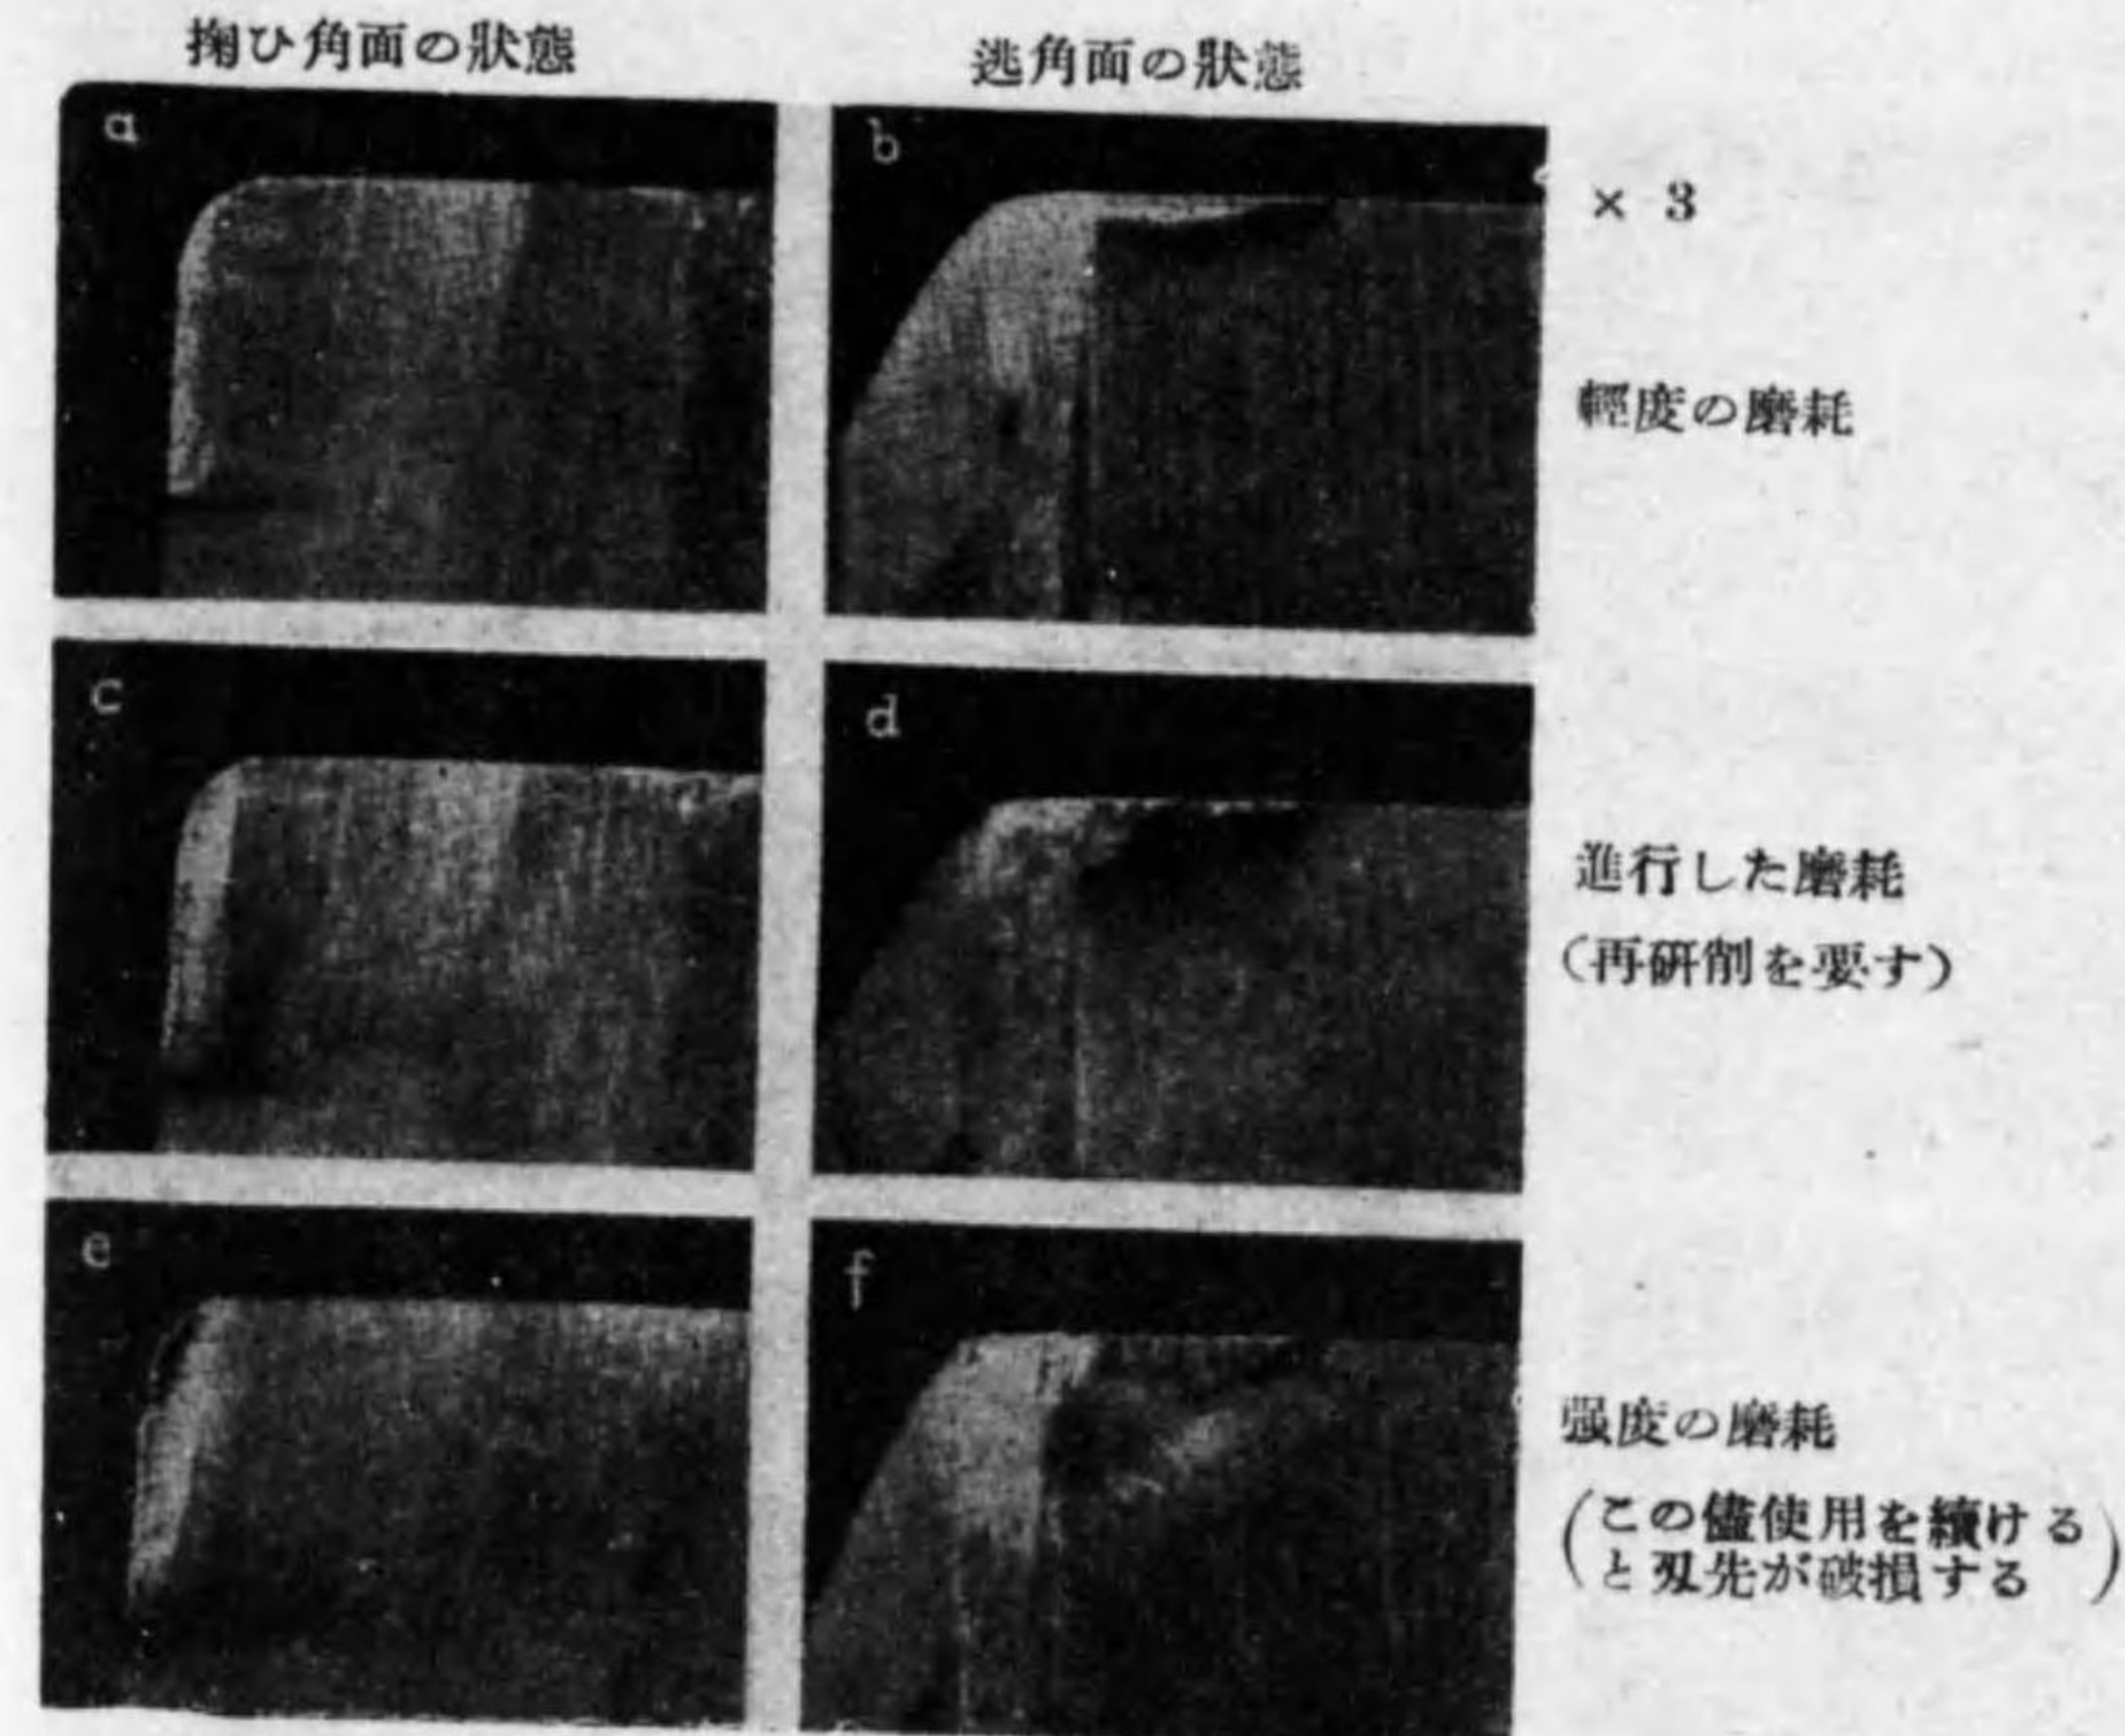 掬ひ角面の狀態
逃角面の狀態
a
b
× 3
輕度の磨耗
c
d
進行した磨耗
(再硏削を要す)
e
f
强度の磨耗
(この儘使用を續ける
と刄先が破損する)